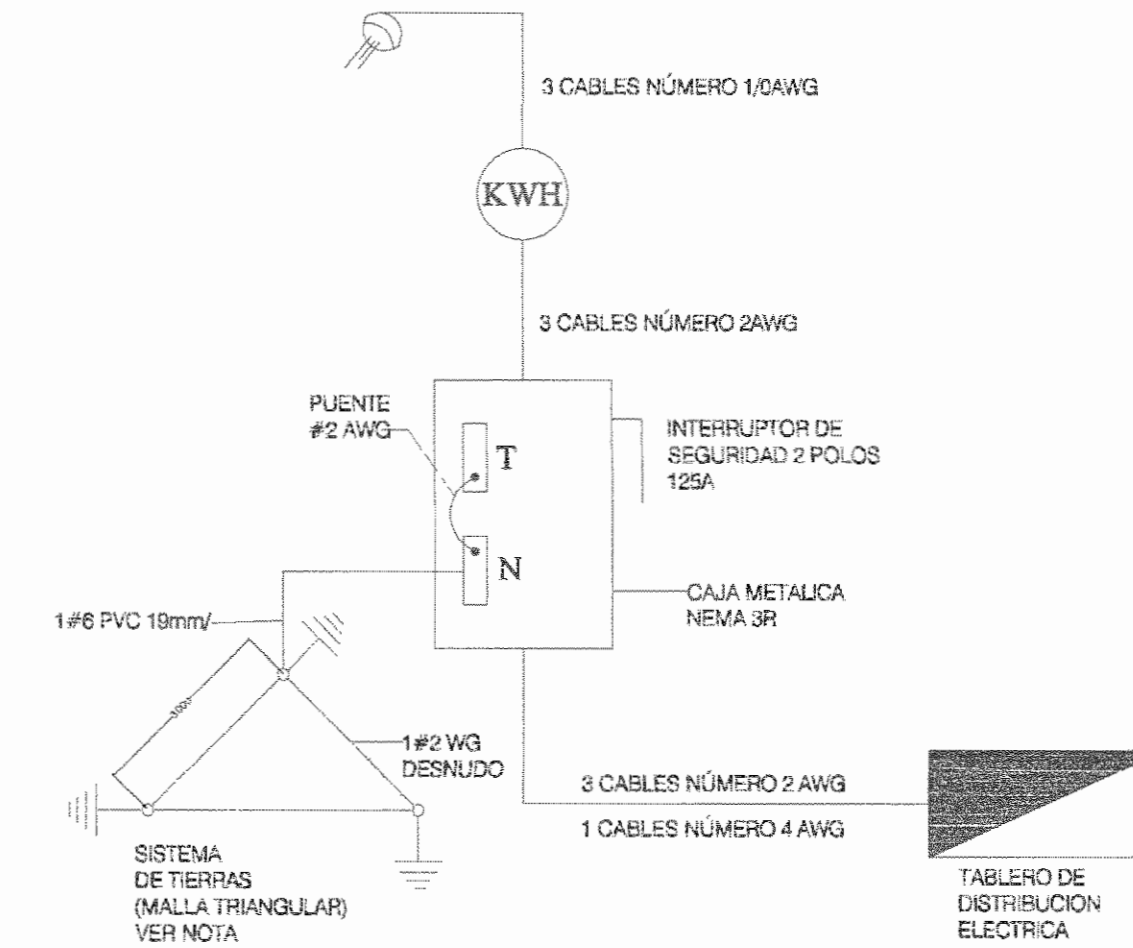 3 CABLES NÚMERO 1/0AWG
KWH
3 CABLES NÚMERO 2AWG
PUENTE
#2 AWG
T
INTERRUPTOR DE
SEGURIDAD 2 POLOS
125A
N
CAJA METALICA
NEMA 3R
1#6 PVC 19mm/
3000
1#2 WG
DESNUDO
3 CABLES NÚMERO 2 AWG
1 CABLES NÚMERO 4 AWG
SISTEMA
DE TIERRAS
(MALLA TRIANGULAR)
VER NOTA
TABLERO DE
DISTRIBUCION
ELECTRICA